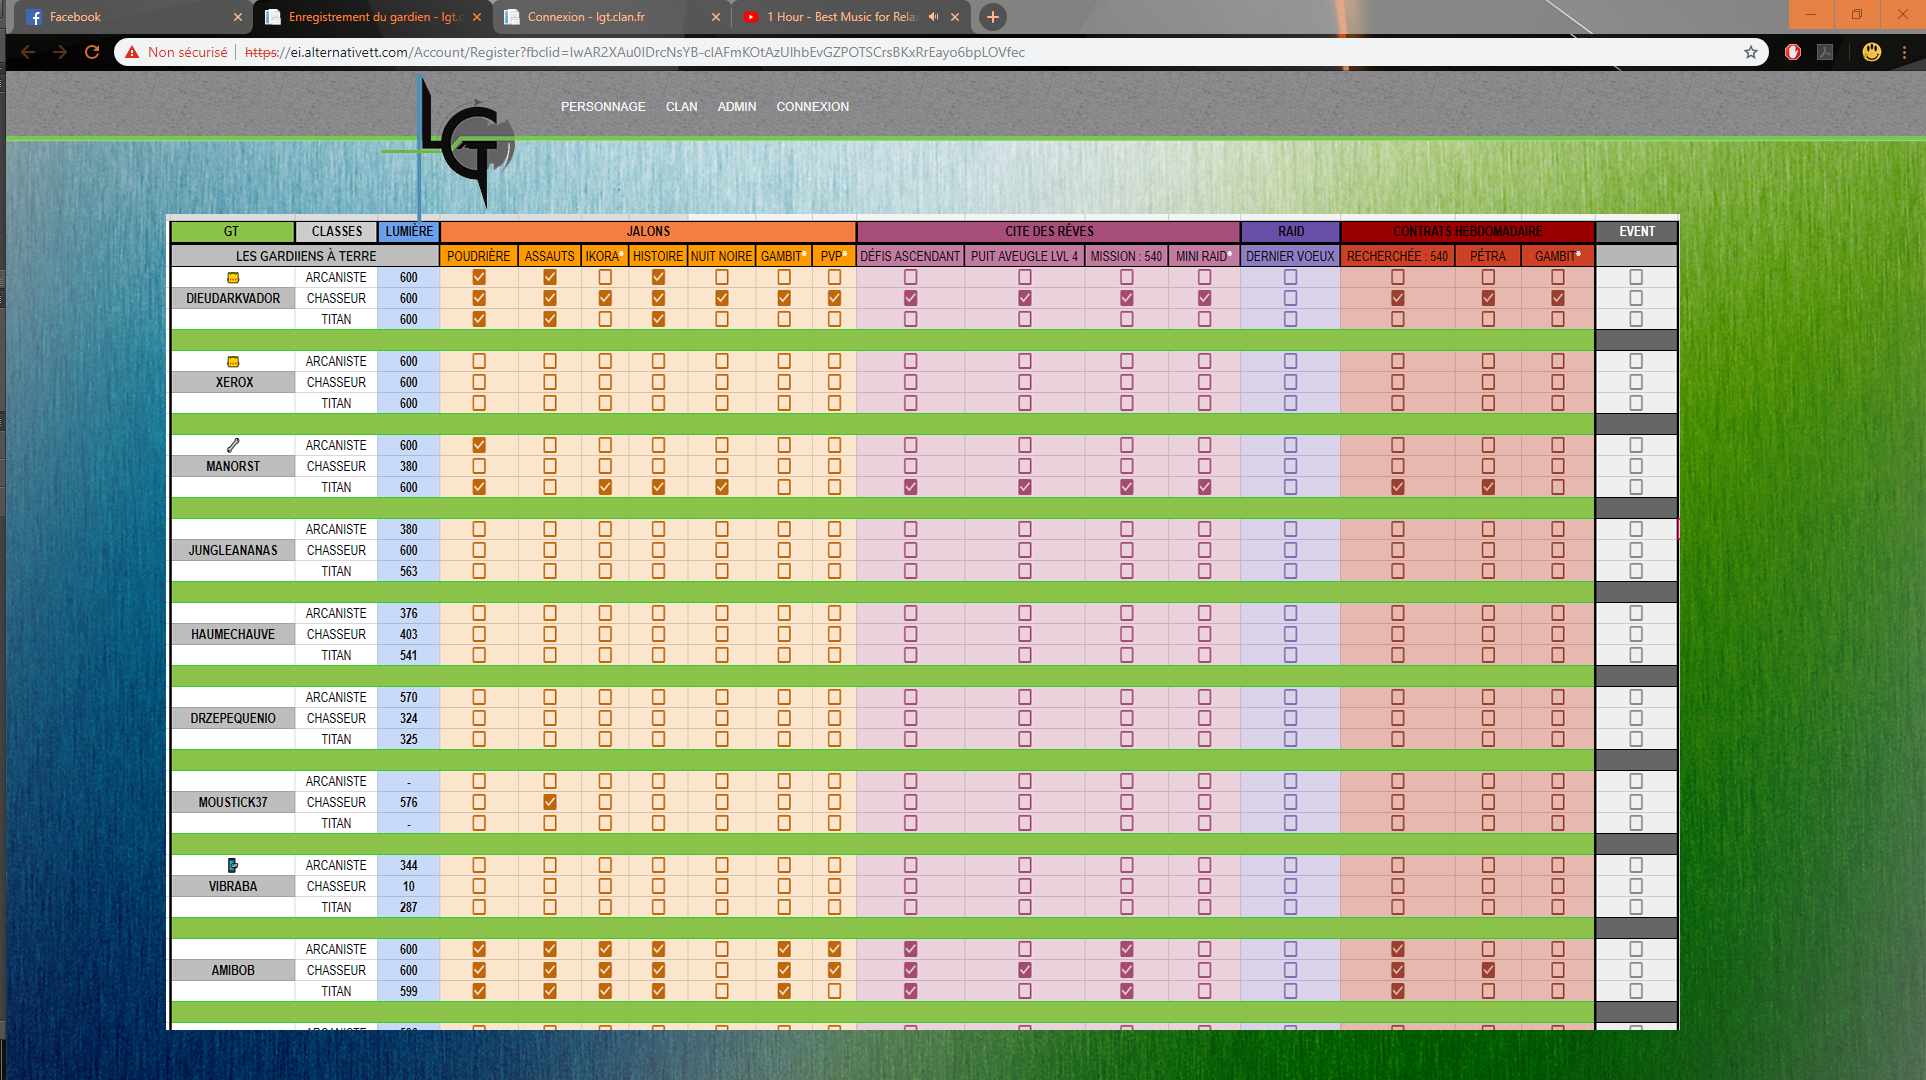 Facebook
Enregistrement du gardien - lgt.c
Connexion - lgt.clan.fr
1 Hour - Best Music for Rela
Non sécurisé
https://ei.alternativett.com/Account/Register?fbclid=IwAR2XAu0IDrcNsYB-cIAFmKOtAzUIhbEvGZPOTSCrsBKxRrEayo6bpLOVfec
LGT
PERSONNAGE CLAN ADMIN CONNEXION
GT CLASSES LUMIÈRE JALONS CITE DES RÊVES RAID CONTRATS HEBDOMADAIRE EVENT
LES GARDIIENS À TERRE POUDRIÈRE ASSAUTS IKORA* HISTOIRE NUIT NOIRE GAMBIT* PVP* DÉFIS ASCENDANT PUIT AVEUGLE LVL 4 MISSION : 540 MINI RAID* DERNIER VOEUX RECHERCHÉE : 540 PÉTRA GAMBIT*
ARCANISTE 600
DIEUDARKVADOR CHASSEUR 600
TITAN 600
ARCANISTE 600
XEROX CHASSEUR 600
TITAN 600
ARCANISTE 600
MANORST CHASSEUR 380
TITAN 600
ARCANISTE 380
JUNGLEANANAS CHASSEUR 600
TITAN 563
ARCANISTE 376
HAUMECHAUVE CHASSEUR 403
TITAN 541
ARCANISTE 570
DRZEPEQUENIO CHASSEUR 324
TITAN 325
ARCANISTE -
MOUSTICK37 CHASSEUR 576
TITAN -
ARCANISTE 344
VIBRABA CHASSEUR 10
TITAN 287
ARCANISTE 600
AMIBOB CHASSEUR 600
TITAN 599